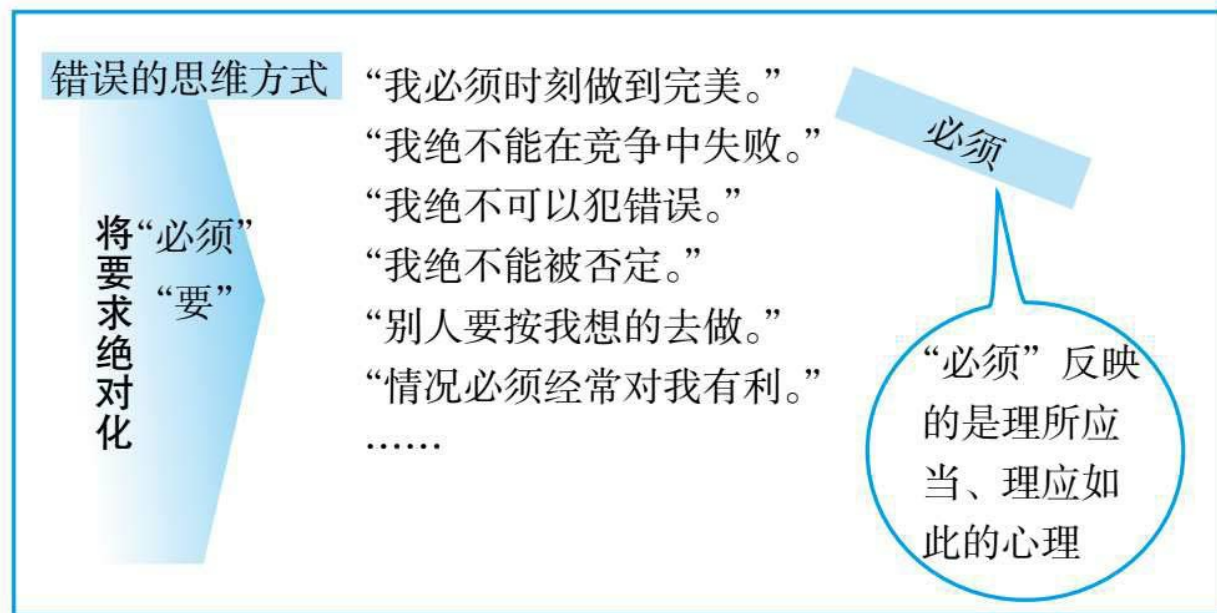 错误的思维方式
将要求绝对化
“必须”
“要”
“我必须时刻做到完美。”
“我绝不能在竞争中失败。”
“我绝不可以犯错误。”
“我绝不能被否定。”
“别人要按我想的去做。”
“情况必须经常对我有利。”
……
必须
“必须”反映
的是理所应
当、理应如
此的心理